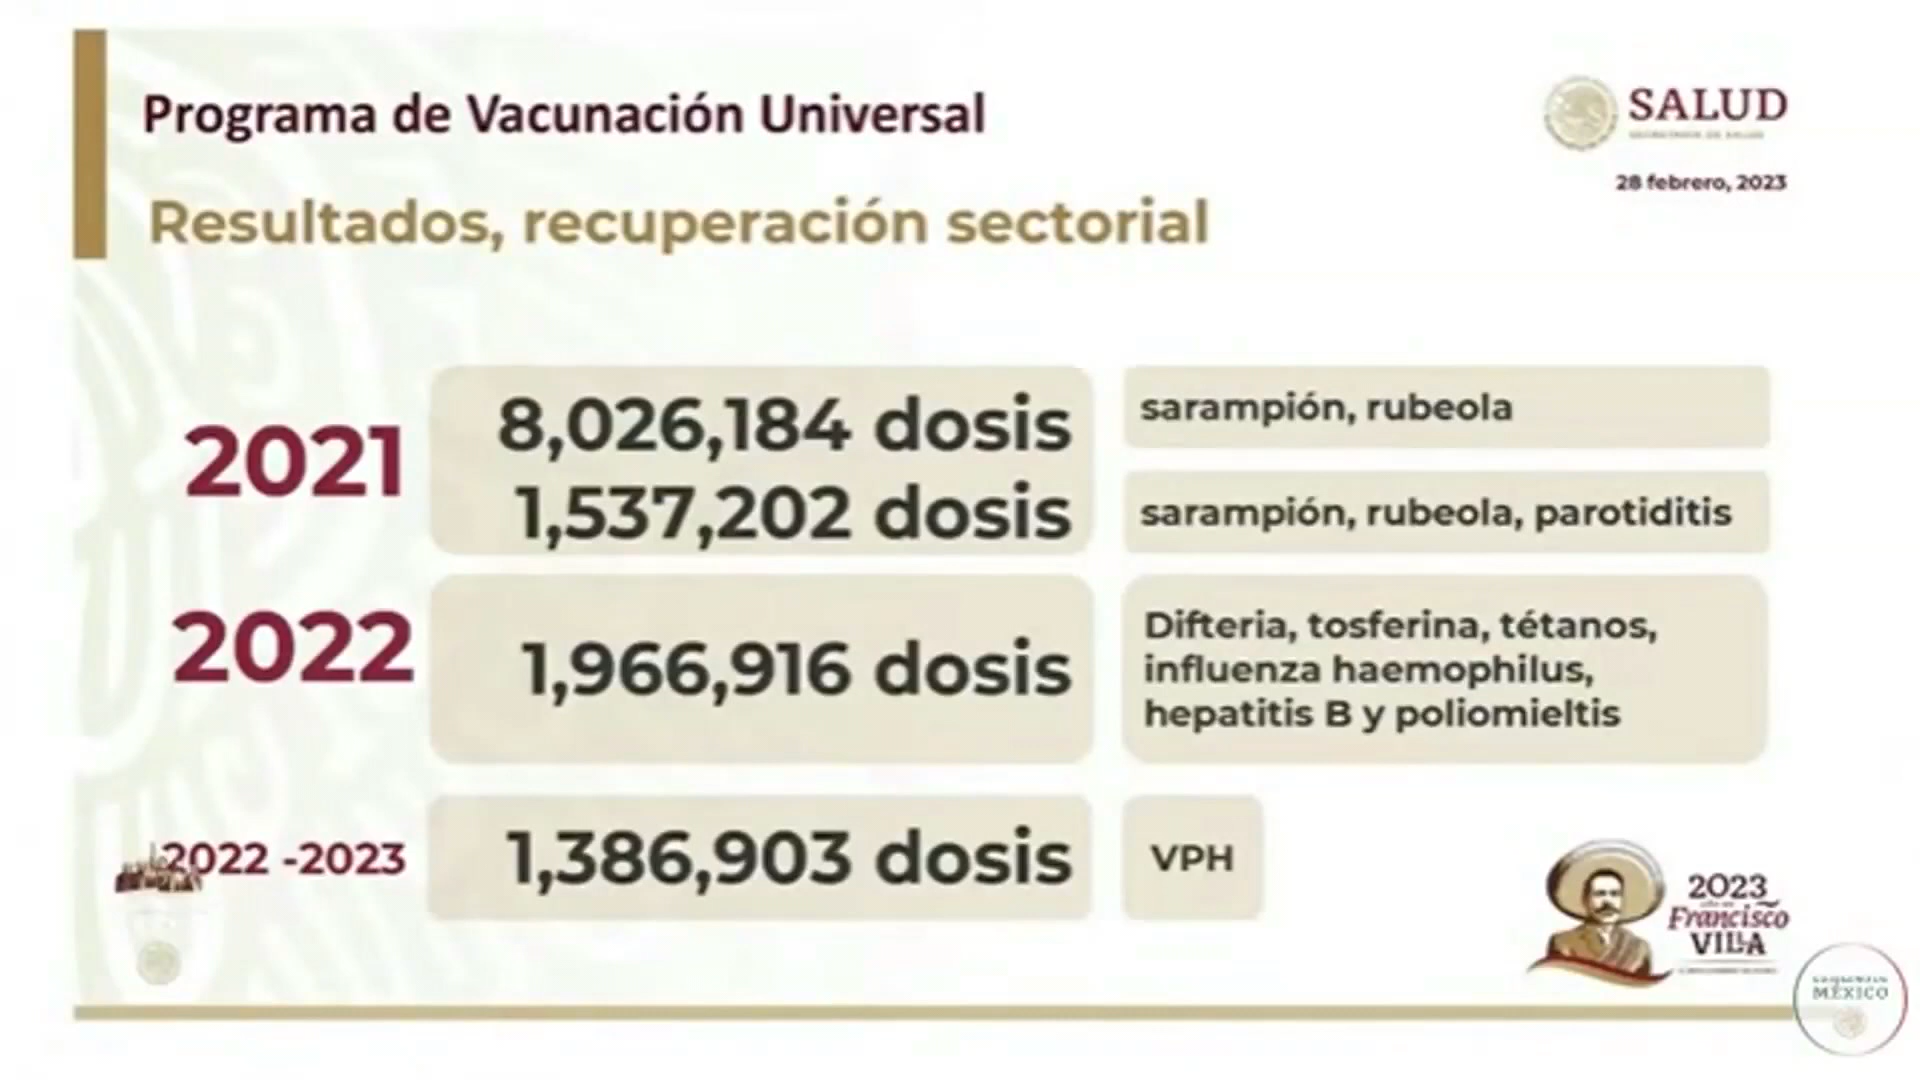 Programa de Vacunación Universal
SALUD
28 febrero, 2023
Resultados, recuperación sectorial
2021
8,026,184 dosis
sarampión, rubeola
1,537,202 dosis
sarampión, rubeola, parotiditis
2022
1,966,916 dosis
Difteria, tosferina, tétanos,
influenza haemophilus,
hepatitis B y poliomieltis
2022 -2023
1,386,903 dosis
VPH
2023
Francisco
VILLA
MÉXICO